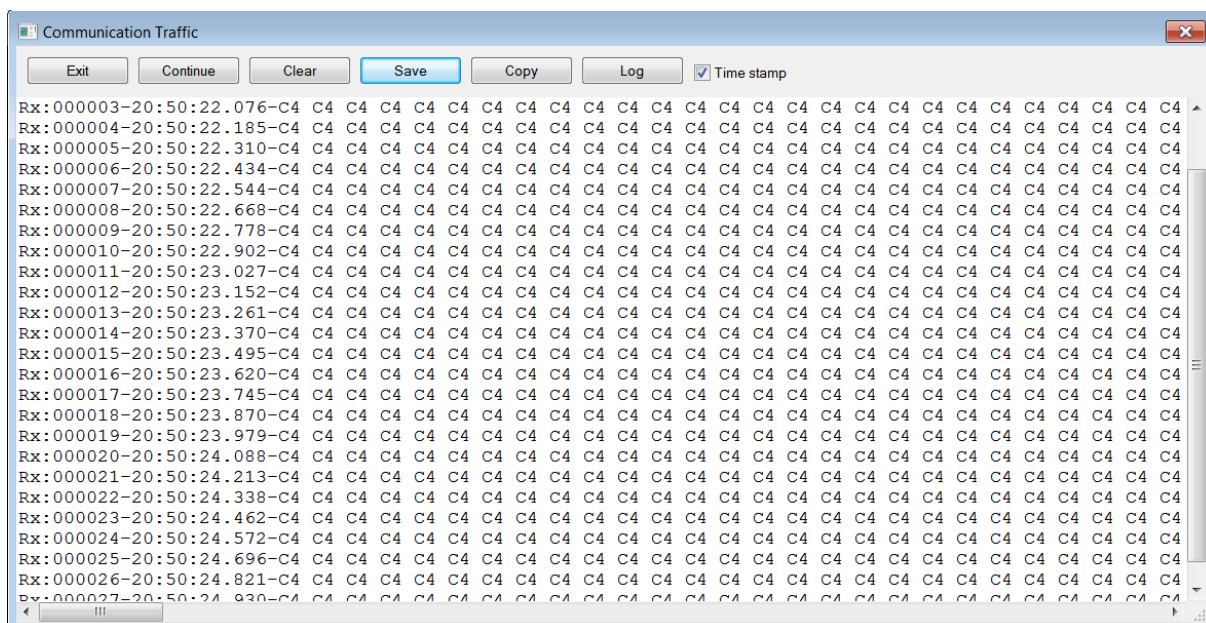 Communication Traffic
Exit Continue Clear Save Copy Log Time stamp
Rx:000003-20:50:22.076-C4 C4 C4 C4 C4 C4 C4 C4 C4 C4 C4 C4 C4 C4 C4 C4 C4 C4 C4 C4 C4 C4 C4 C4 C4 C4 C4
Rx:000004-20:50:22.185-C4 C4 C4 C4 C4 C4 C4 C4 C4 C4 C4 C4 C4 C4 C4 C4 C4 C4 C4 C4 C4 C4 C4 C4 C4 C4 C4
Rx:000005-20:50:22.310-C4 C4 C4 C4 C4 C4 C4 C4 C4 C4 C4 C4 C4 C4 C4 C4 C4 C4 C4 C4 C4 C4 C4 C4 C4 C4 C4
Rx:000006-20:50:22.434-C4 C4 C4 C4 C4 C4 C4 C4 C4 C4 C4 C4 C4 C4 C4 C4 C4 C4 C4 C4 C4 C4 C4 C4 C4 C4 C4
Rx:000007-20:50:22.544-C4 C4 C4 C4 C4 C4 C4 C4 C4 C4 C4 C4 C4 C4 C4 C4 C4 C4 C4 C4 C4 C4 C4 C4 C4 C4 C4
Rx:000008-20:50:22.668-C4 C4 C4 C4 C4 C4 C4 C4 C4 C4 C4 C4 C4 C4 C4 C4 C4 C4 C4 C4 C4 C4 C4 C4 C4 C4 C4
Rx:000009-20:50:22.778-C4 C4 C4 C4 C4 C4 C4 C4 C4 C4 C4 C4 C4 C4 C4 C4 C4 C4 C4 C4 C4 C4 C4 C4 C4 C4 C4
Rx:000010-20:50:22.902-C4 C4 C4 C4 C4 C4 C4 C4 C4 C4 C4 C4 C4 C4 C4 C4 C4 C4 C4 C4 C4 C4 C4 C4 C4 C4 C4
Rx:000011-20:50:23.027-C4 C4 C4 C4 C4 C4 C4 C4 C4 C4 C4 C4 C4 C4 C4 C4 C4 C4 C4 C4 C4 C4 C4 C4 C4 C4 C4
Rx:000012-20:50:23.152-C4 C4 C4 C4 C4 C4 C4 C4 C4 C4 C4 C4 C4 C4 C4 C4 C4 C4 C4 C4 C4 C4 C4 C4 C4 C4 C4
Rx:000013-20:50:23.261-C4 C4 C4 C4 C4 C4 C4 C4 C4 C4 C4 C4 C4 C4 C4 C4 C4 C4 C4 C4 C4 C4 C4 C4 C4 C4 C4
Rx:000014-20:50:23.370-C4 C4 C4 C4 C4 C4 C4 C4 C4 C4 C4 C4 C4 C4 C4 C4 C4 C4 C4 C4 C4 C4 C4 C4 C4 C4 C4
Rx:000015-20:50:23.495-C4 C4 C4 C4 C4 C4 C4 C4 C4 C4 C4 C4 C4 C4 C4 C4 C4 C4 C4 C4 C4 C4 C4 C4 C4 C4 C4
Rx:000016-20:50:23.620-C4 C4 C4 C4 C4 C4 C4 C4 C4 C4 C4 C4 C4 C4 C4 C4 C4 C4 C4 C4 C4 C4 C4 C4 C4 C4 C4
Rx:000017-20:50:23.745-C4 C4 C4 C4 C4 C4 C4 C4 C4 C4 C4 C4 C4 C4 C4 C4 C4 C4 C4 C4 C4 C4 C4 C4 C4 C4 C4
Rx:000018-20:50:23.870-C4 C4 C4 C4 C4 C4 C4 C4 C4 C4 C4 C4 C4 C4 C4 C4 C4 C4 C4 C4 C4 C4 C4 C4 C4 C4 C4
Rx:000019-20:50:23.979-C4 C4 C4 C4 C4 C4 C4 C4 C4 C4 C4 C4 C4 C4 C4 C4 C4 C4 C4 C4 C4 C4 C4 C4 C4 C4 C4
Rx:000020-20:50:24.088-C4 C4 C4 C4 C4 C4 C4 C4 C4 C4 C4 C4 C4 C4 C4 C4 C4 C4 C4 C4 C4 C4 C4 C4 C4 C4 C4
Rx:000021-20:50:24.213-C4 C4 C4 C4 C4 C4 C4 C4 C4 C4 C4 C4 C4 C4 C4 C4 C4 C4 C4 C4 C4 C4 C4 C4 C4 C4 C4
Rx:000022-20:50:24.338-C4 C4 C4 C4 C4 C4 C4 C4 C4 C4 C4 C4 C4 C4 C4 C4 C4 C4 C4 C4 C4 C4 C4 C4 C4 C4 C4
Rx:000023-20:50:24.462-C4 C4 C4 C4 C4 C4 C4 C4 C4 C4 C4 C4 C4 C4 C4 C4 C4 C4 C4 C4 C4 C4 C4 C4 C4 C4 C4
Rx:000024-20:50:24.572-C4 C4 C4 C4 C4 C4 C4 C4 C4 C4 C4 C4 C4 C4 C4 C4 C4 C4 C4 C4 C4 C4 C4 C4 C4 C4 C4
Rx:000025-20:50:24.696-C4 C4 C4 C4 C4 C4 C4 C4 C4 C4 C4 C4 C4 C4 C4 C4 C4 C4 C4 C4 C4 C4 C4 C4 C4 C4 C4
Rx:000026-20:50:24.821-C4 C4 C4 C4 C4 C4 C4 C4 C4 C4 C4 C4 C4 C4 C4 C4 C4 C4 C4 C4 C4 C4 C4 C4 C4 C4 C4
Rx:000027-20:50:24.930-C4 C4 C4 C4 C4 C4 C4 C4 C4 C4 C4 C4 C4 C4 C4 C4 C4 C4 C4 C4 C4 C4 C4 C4 C4 C4 C4